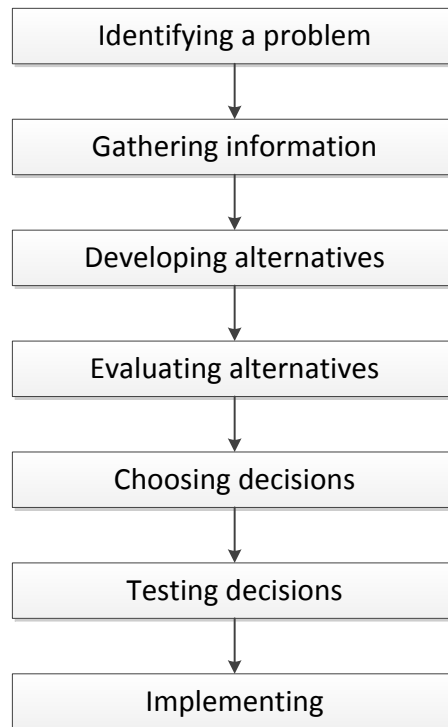 Identifying a problem
Gathering information
Developing alternatives
Evaluating alternatives
Choosing decisions
Testing decisions
Implementing